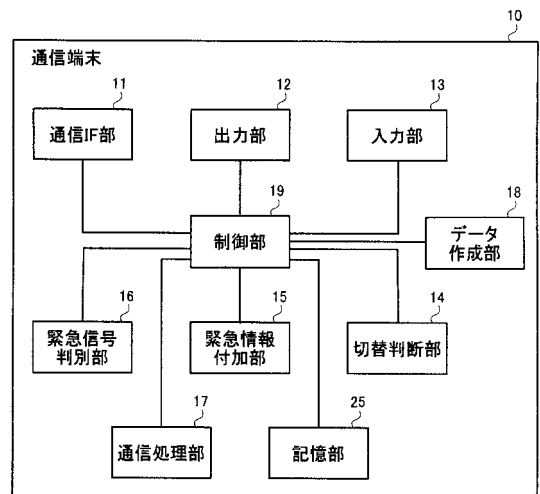 10
通信端末
11
12
13
通信IF部
出力部
入力部
19
18
制御部
データ
作成部
16
15
14
緊急信号
判別部
緊急情報
付加部
切替判断部
17
25
通信処理部
記憶部